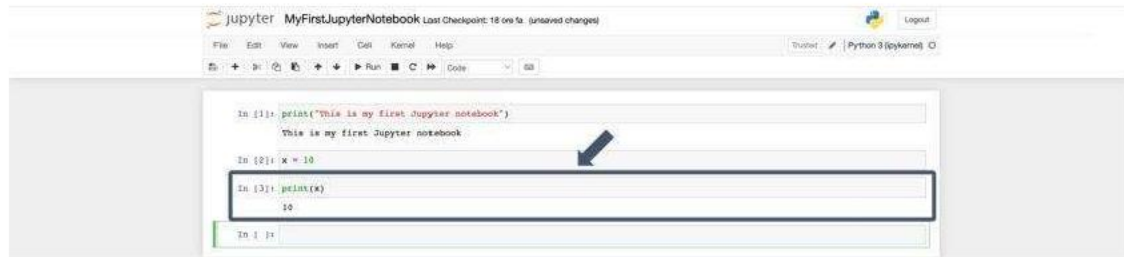 jupyter MyFirstJupyterNotebook Last Checkpoint: 18 ore fa (unsaved changes)
Logout
File Edit View Insert Cell Kernel Help
Trusted Python 3 (ipykernel)
Run Code
In [1]: print("This is my first Jupyter notebook")
This is my first Jupyter notebook
In [2]: x = 10
In [3]: print(x)
10
In [ ]: